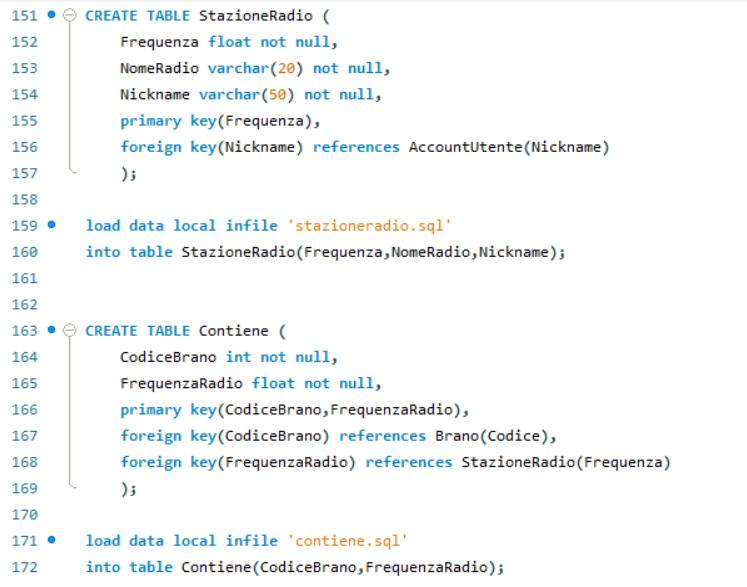 151 CREATE TABLE StazioneRadio (
152 Frequenza float not null,
153 NomeRadio varchar(20) not null,
154 Nickname varchar(50) not null,
155 primary key(Frequenza),
156 foreign key(Nickname) references AccountUtente(Nickname)
157 );
158
159 load data local infile 'stazioneradio.sql'
160 into table StazioneRadio(Frequenza,NomeRadio,Nickname);
161
162
163 CREATE TABLE Contiene (
164 CodiceBrano int not null,
165 FrequenzaRadio float not null,
166 primary key(CodiceBrano,FrequenzaRadio),
167 foreign key(CodiceBrano) references Brano(Codice),
168 foreign key(FrequenzaRadio) references StazioneRadio(Frequenza)
169 );
170
171 load data local infile 'contiene.sql'
172 into table Contiene(CodiceBrano,FrequenzaRadio);